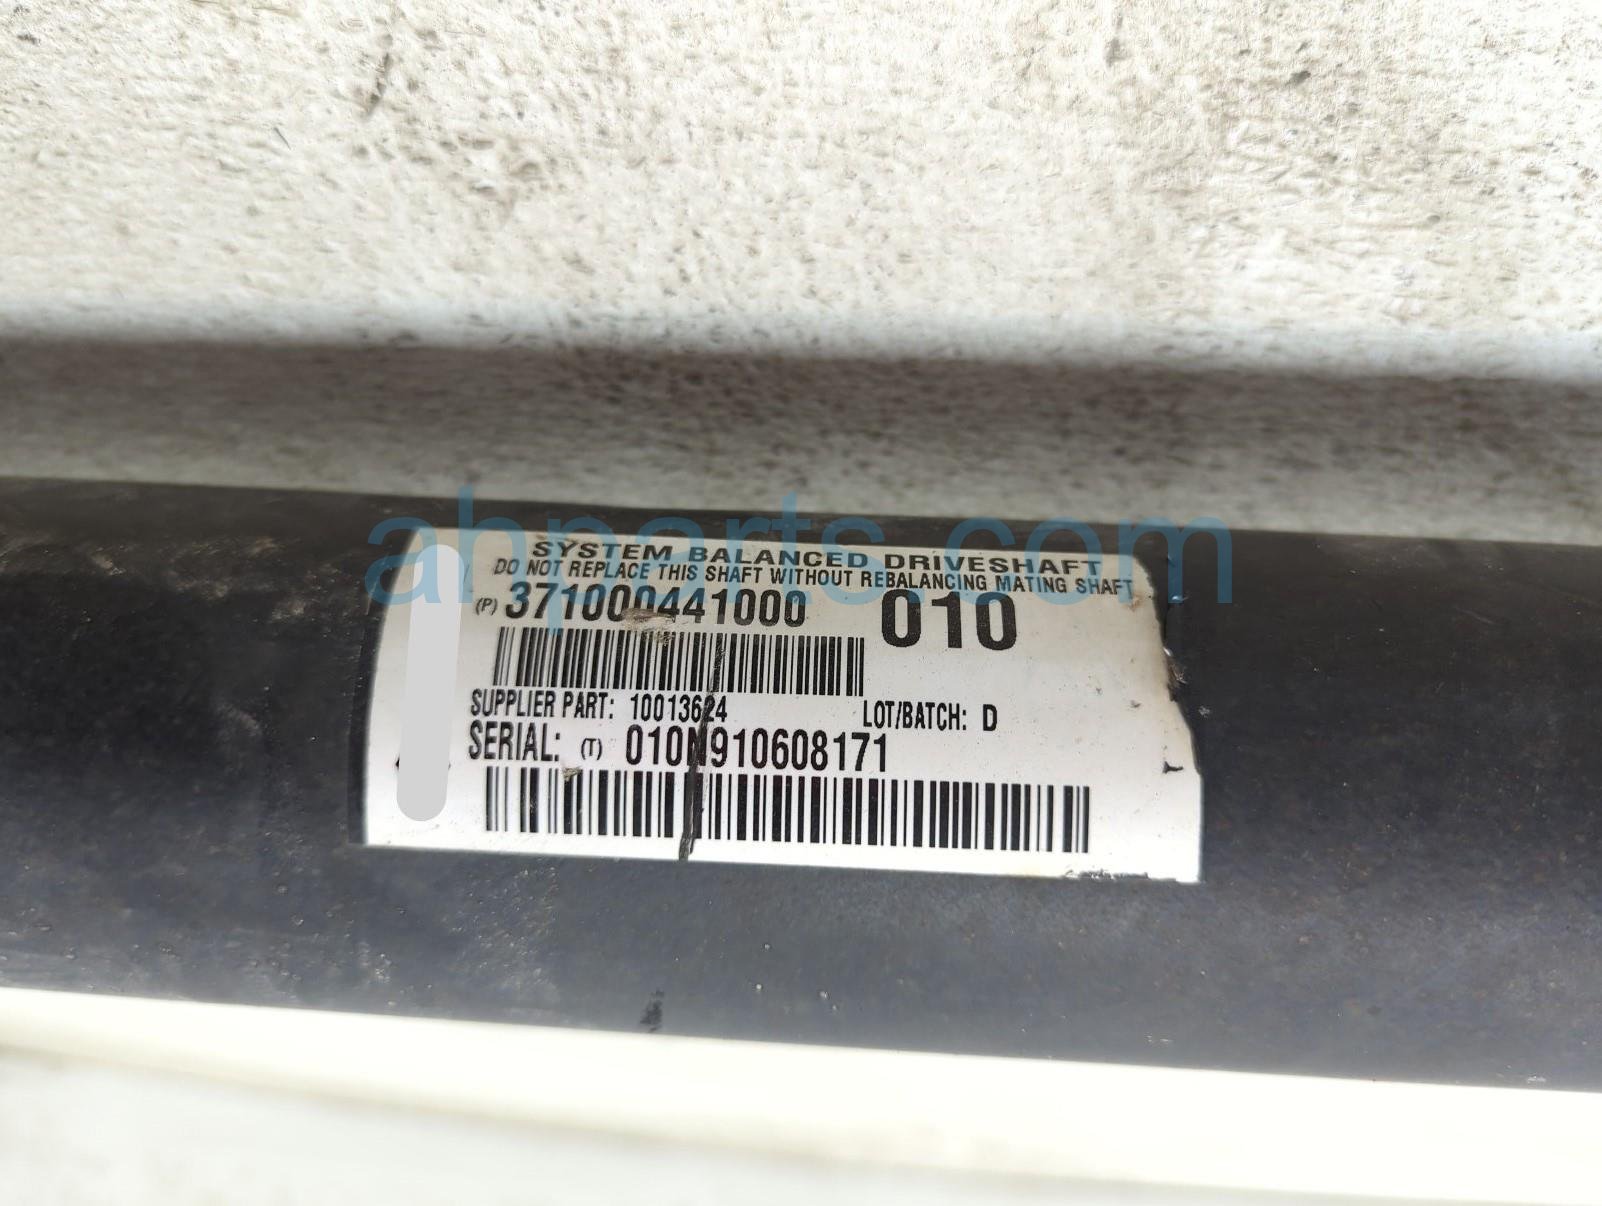 ahparts.com
SYSTEM BALANCED DRIVESHAFT
DO NOT REPLACE THIS SHAFT WITHOUT REBALANCING MATING SHAFT
(P) 371000441000 010
SUPPLIER PART: 10013624 LOT/BATCH: D
SERIAL: (T) 010N910608171